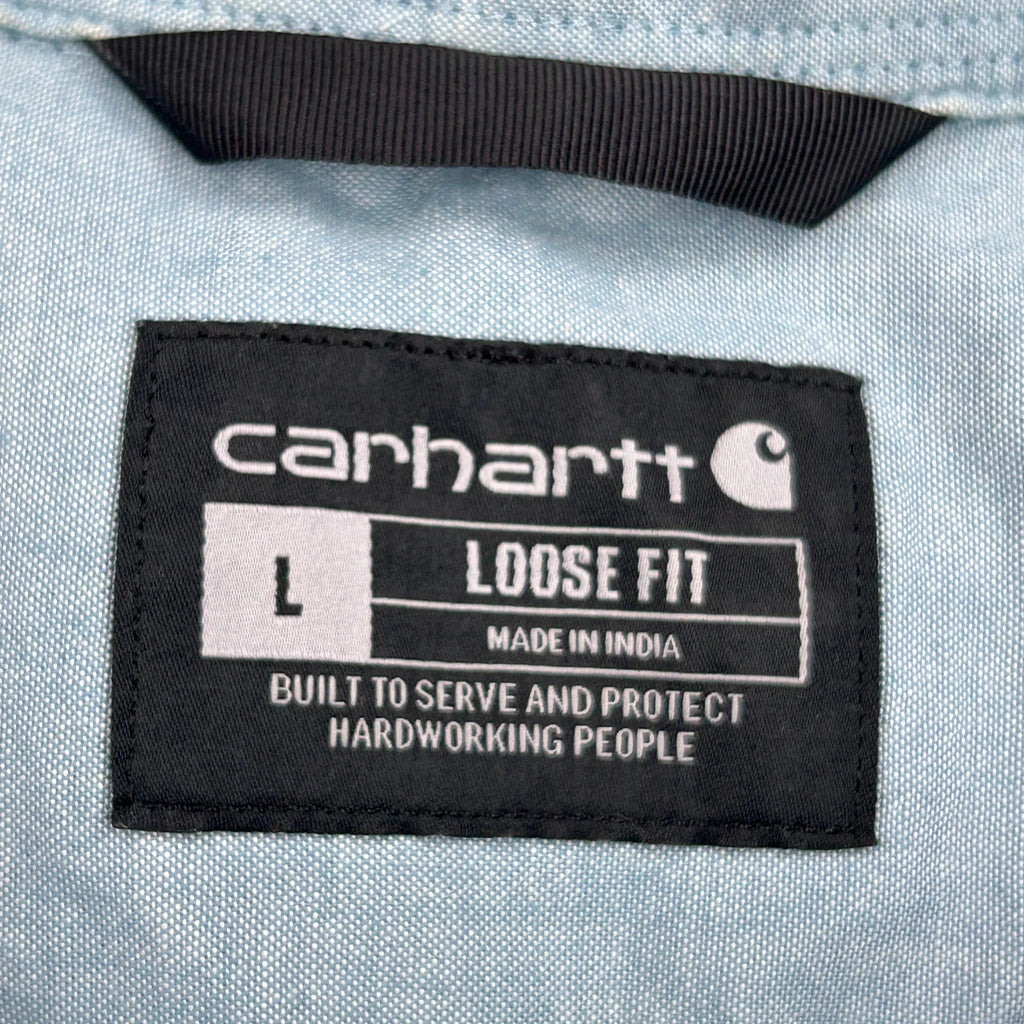 carhartt
L
LOOSE FIT
MADE IN INDIA
BUILT TO SERVE AND PROTECT
HARDWORKING PEOPLE